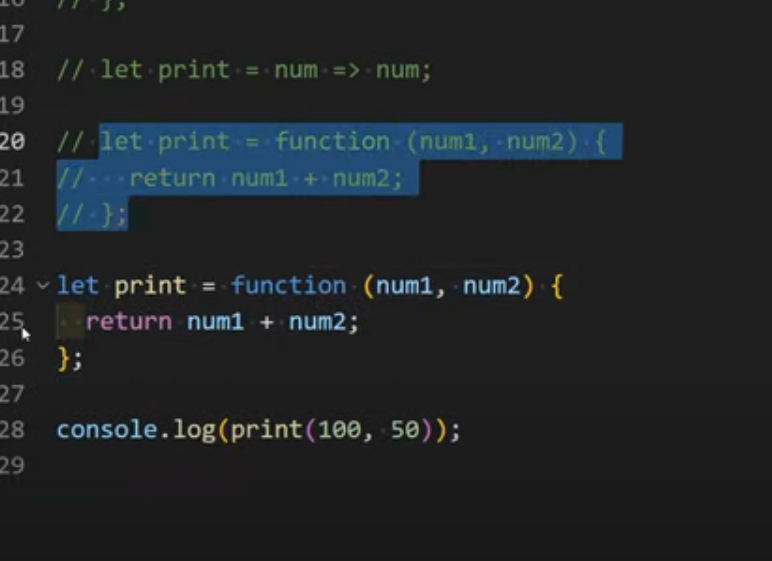 16 // };
17
18 // let print = num => num;
19
20 // let print = function (num1, num2) {
21 //   return num1 + num2;
22 // };
23
24 let print = function (num1, num2) {
25   return num1 + num2;
26 };
27
28 console.log(print(100, 50));
29